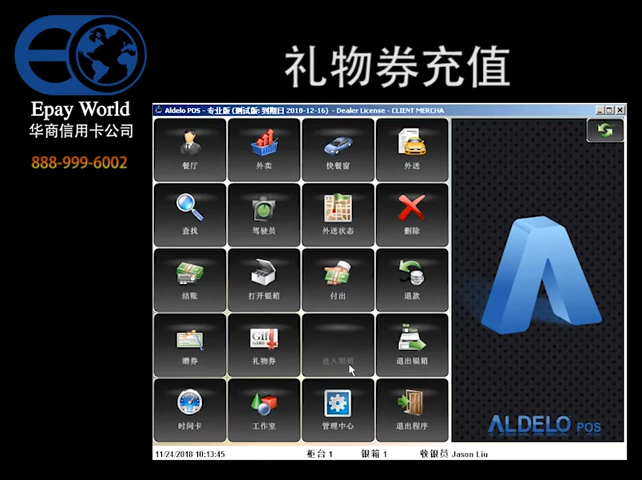 礼物券充值
Epay World
华商信用卡公司
888-999-6002
Aldelo POS - 专业版 (测试版: 到期日 2018-12-16) - Dealer License - CLIENT MERCHA
餐厅 外卖 快餐窗 外送
查找 驾驶员 外送状态 删除
结账 打开银箱 付出 退款
赠券 GIFT 礼物券 进入银箱 退出银箱
时间卡 工作室 管理中心 退出程序
ALDELO POS
11/24/2018 10:13:45 柜台 1 银箱 1 收银员 Jason Liu